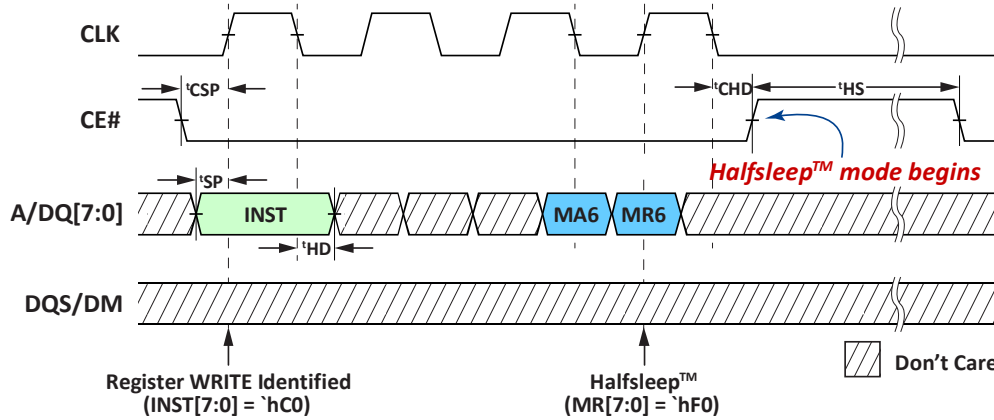 CLK
tCSP
tCHD
tHS
CE#
Halfsleep™ mode begins
tSP
A/DQ[7:0]
INST
MA6
MR6
tHD
DQS/DM
Register WRITE Identified
(INST[7:0] = `hC0)
Halfsleep™
(MR[7:0] = `hF0)
Don't Care